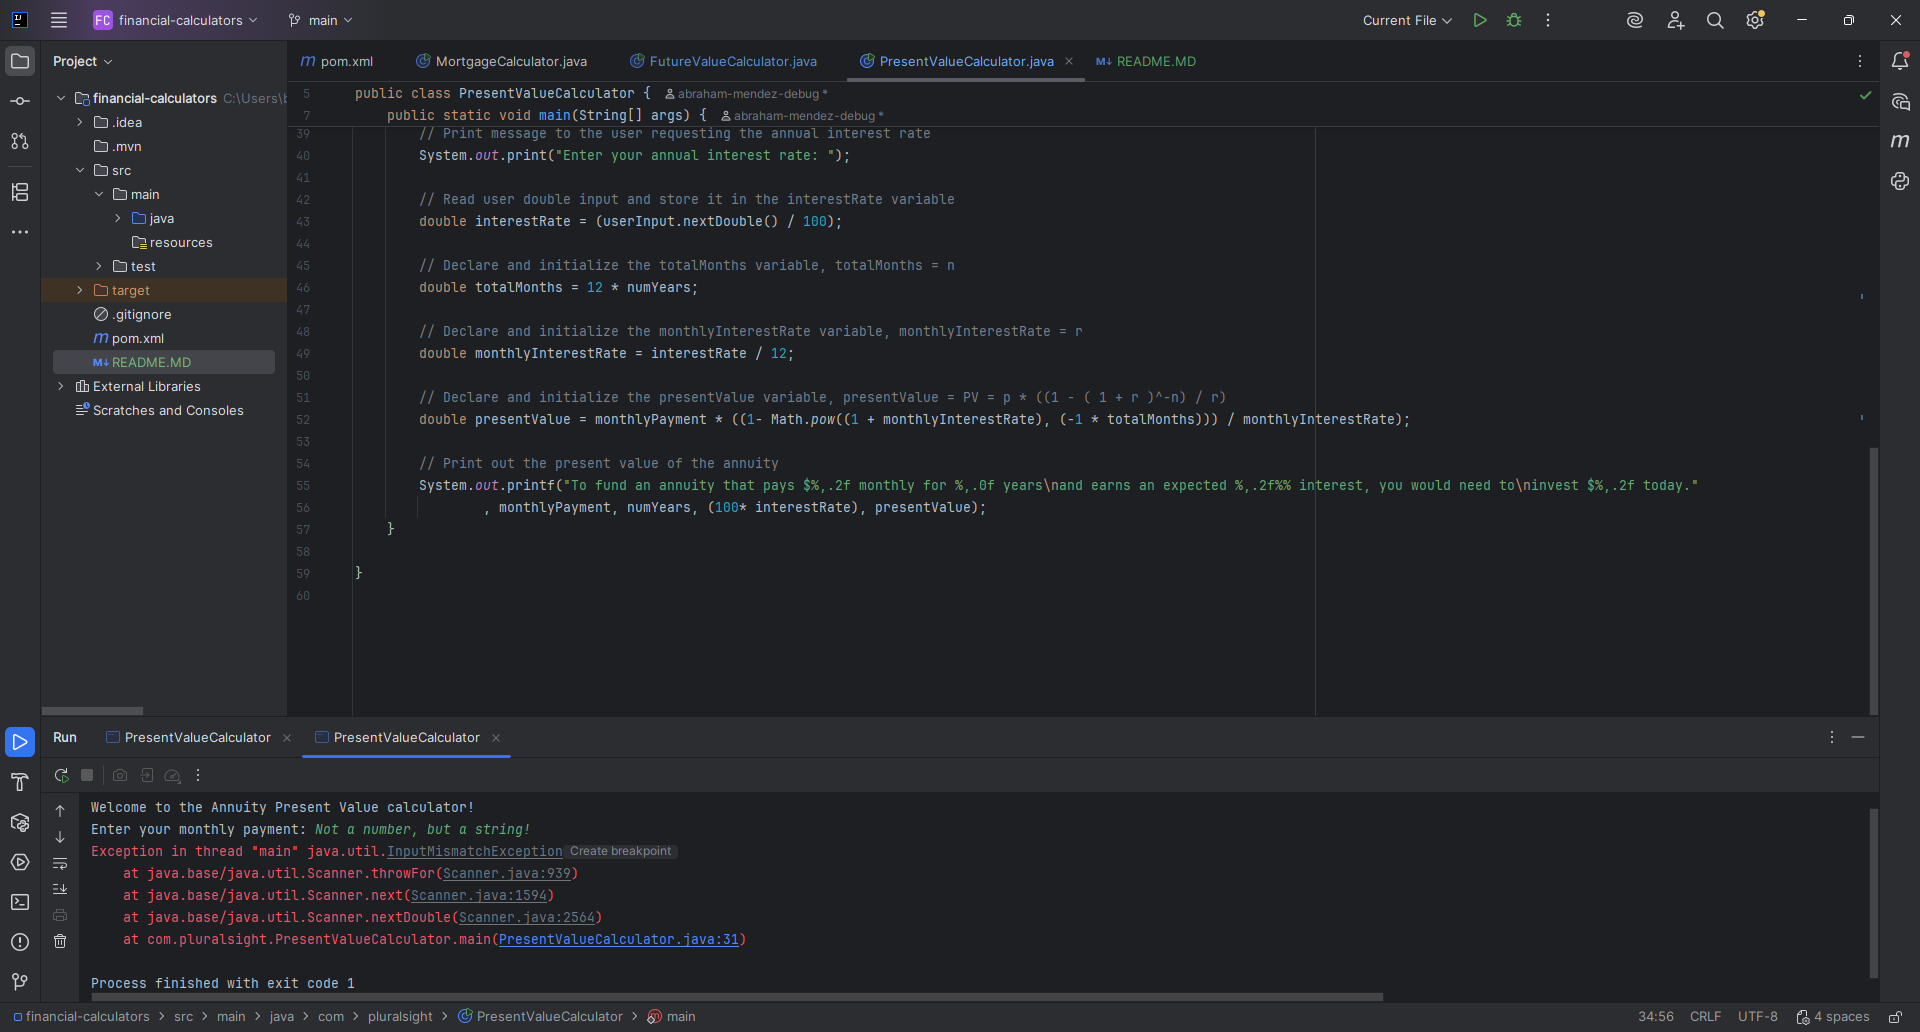 FC financial-calculators main Current File
Project
pom.xml MortgageCalculator.java FutureValueCalculator.java PresentValueCalculator.java README.MD
financial-calculators C:\Users\
.idea
.mvn
src
main
java
resources
test
target
.gitignore
pom.xml
README.MD
External Libraries
Scratches and Consoles
5 public class PresentValueCalculator { abraham-mendez-debug *
7 public static void main(String[] args) { abraham-mendez-debug *
39 // Print message to the user requesting the annual interest rate
40 System.out.print("Enter your annual interest rate: ");
41
42 // Read user double input and store it in the interestRate variable
43 double interestRate = (userInput.nextDouble() / 100);
44
45 // Declare and initialize the totalMonths variable, totalMonths = n
46 double totalMonths = 12 * numYears;
47
48 // Declare and initialize the monthlyInterestRate variable, monthlyInterestRate = r
49 double monthlyInterestRate = interestRate / 12;
50
51 // Declare and initialize the presentValue variable, presentValue = PV = p * ((1 - ( 1 + r )^-n) / r)
52 double presentValue = monthlyPayment * ((1- Math.pow((1 + monthlyInterestRate), (-1 * totalMonths))) / monthlyInterestRate);
53
54 // Print out the present value of the annuity
55 System.out.printf("To fund an annuity that pays $%,.2f monthly for %,.0f years\nand earns an expected %,.2f%% interest, you would need to\ninvest $%,.2f today."
56 , monthlyPayment, numYears, (100* interestRate), presentValue);
57 }
58
59 }
60
Run PresentValueCalculator PresentValueCalculator
Welcome to the Annuity Present Value calculator!
Enter your monthly payment: Not a number, but a string!
Exception in thread "main" java.util.InputMismatchException Create breakpoint
at java.base/java.util.Scanner.throwFor(Scanner.java:939)
at java.base/java.util.Scanner.next(Scanner.java:1594)
at java.base/java.util.Scanner.nextDouble(Scanner.java:2564)
at com.pluralsight.PresentValueCalculator.main(PresentValueCalculator.java:31)
Process finished with exit code 1
financial-calculators > src > main > java > com > pluralsight > PresentValueCalculator > main 34:56 CRLF UTF-8 4 spaces